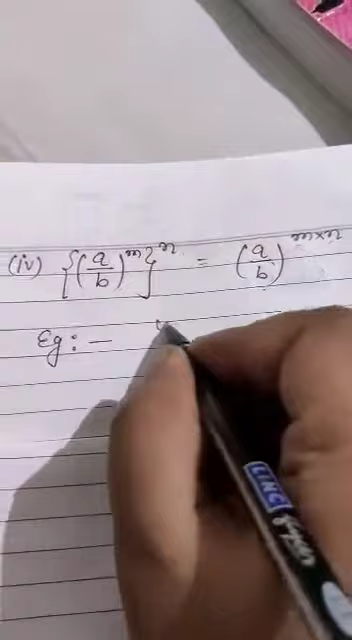 (iv) {(a/b)^m}^n = (a/b)^m×n
Eg :-
LINC